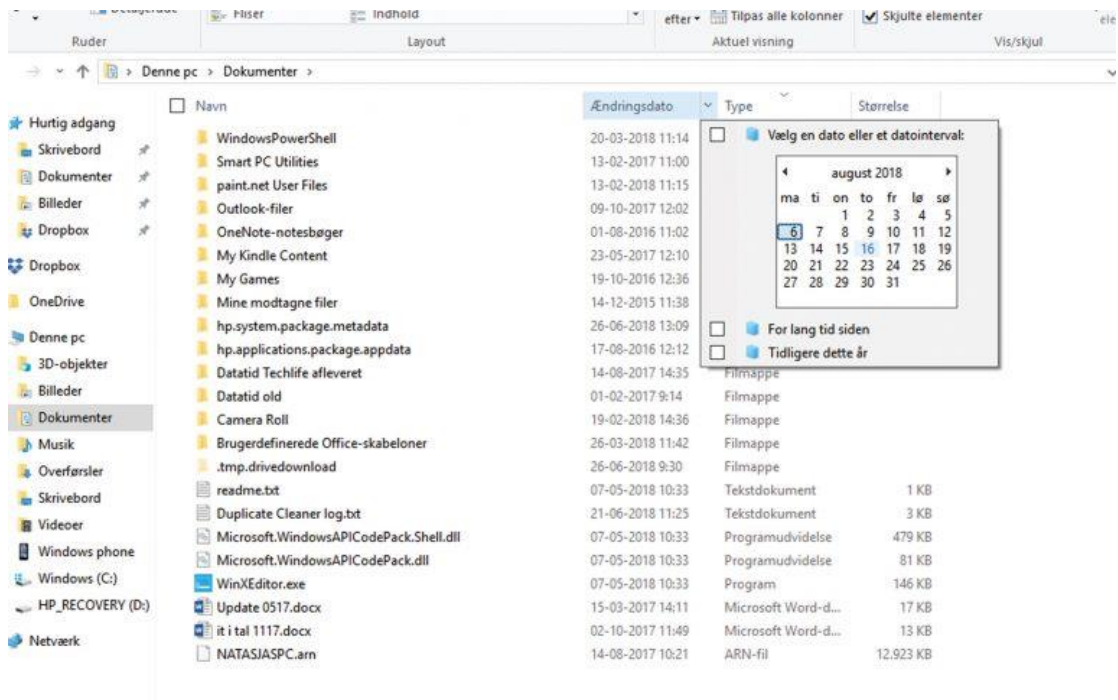 Fliser
Indhold
efter
Tilpas alle kolonner
Skjulte elementer
Ruder
Layout
Aktuel visning
Vis/skjul
Denne pc > Dokumenter >
Navn
Ændringsdato
Type
Størrelse
Hurtig adgang
Skrivebord
Dokumenter
Billeder
Dropbox
Dropbox
OneDrive
Denne pc
3D-objekter
Billeder
Dokumenter
Musik
Overførsler
Skrivebord
Videoer
Windows phone
Windows (C:)
HP_RECOVERY (D:)
Netværk
WindowsPowerShell 20-03-2018 11:14
Smart PC Utilities 13-02-2017 11:00
paint.net User Files 13-02-2018 11:15
Outlook-filer 09-10-2017 12:02
OneNote-notesbøger 01-08-2016 11:02
My Kindle Content 23-05-2017 12:10
My Games 19-10-2016 12:36
Mine modtagne filer 14-12-2015 11:38
hp.system.package.metadata 26-06-2018 13:09
hp.applications.package.appdata 17-08-2016 12:12
Datatid Techlife afleveret 14-08-2017 14:35 Filmappe
Datatid old 01-02-2017 9:14 Filmappe
Camera Roll 19-02-2018 14:36 Filmappe
Brugerdefinerede Office-skabeloner 26-03-2018 11:42 Filmappe
.tmp.drivedownload 26-06-2018 9:30 Filmappe
readme.txt 07-05-2018 10:33 Tekstdokument 1 KB
Duplicate Cleaner log.txt 21-06-2018 11:25 Tekstdokument 3 KB
Microsoft.WindowsAPICodePack.Shell.dll 07-05-2018 10:33 Programudvidelse 479 KB
Microsoft.WindowsAPICodePack.dll 07-05-2018 10:33 Programudvidelse 81 KB
WinXEditor.exe 07-05-2018 10:33 Program 146 KB
Update 0517.docx 15-03-2017 14:11 Microsoft Word-d... 17 KB
it i tal 1117.docx 02-10-2017 11:49 Microsoft Word-d... 13 KB
NATASJASPC.arn 14-08-2017 10:21 ARN-fil 12.923 KB
Vælg en dato eller et datointerval:
august 2018
ma ti on to fr lø sø
1 2 3 4 5
6 7 8 9 10 11 12
13 14 15 16 17 18 19
20 21 22 23 24 25 26
27 28 29 30 31
For lang tid siden
Tidligere dette år